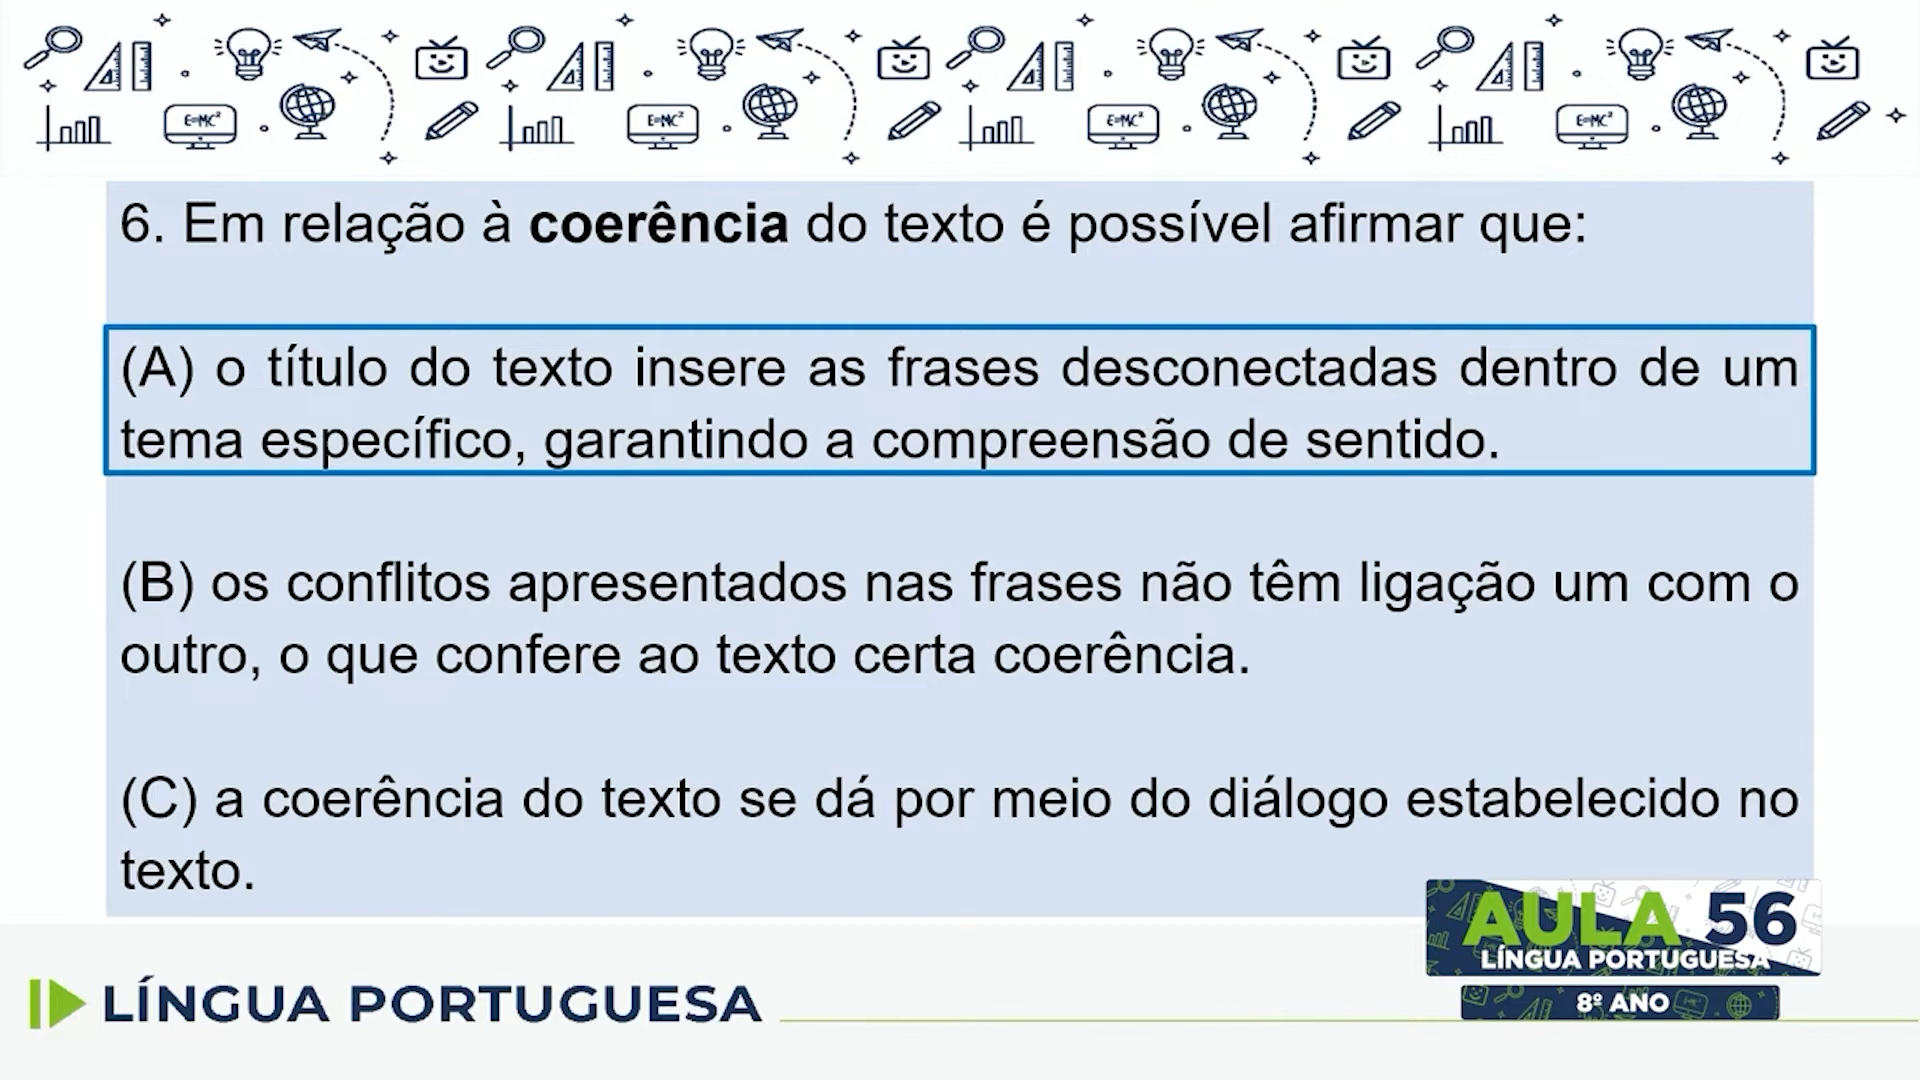 E=MC²
E=MC²
E=MC²
E=MC²
6. Em relação à coerência do texto é possível afirmar que:
(A) o título do texto insere as frases desconectadas dentro de um
tema específico, garantindo a compreensão de sentido.
(B) os conflitos apresentados nas frases não têm ligação um com o
outro, o que confere ao texto certa coerência.
(C) a coerência do texto se dá por meio do diálogo estabelecido no
texto.
AULA 56
LÍNGUA PORTUGUESA
8º ANO
LÍNGUA PORTUGUESA